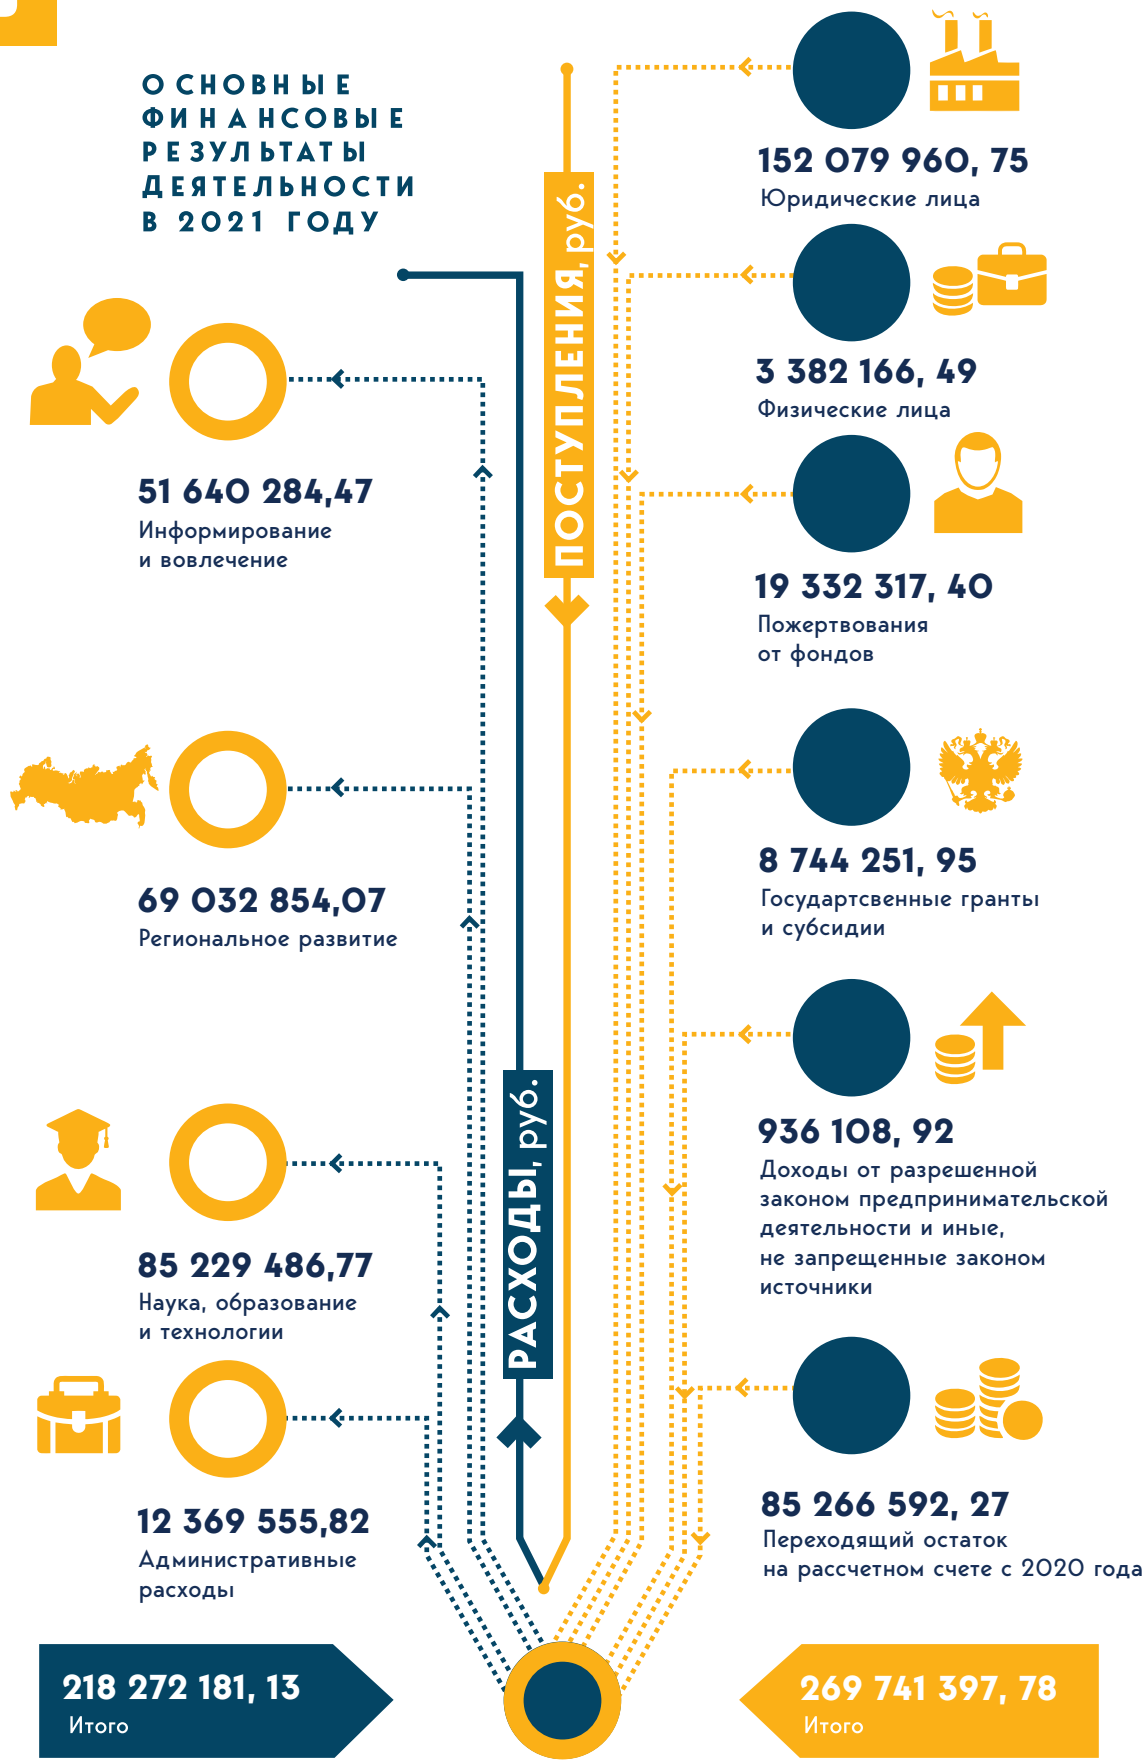 ОСНОВНЫЕ
ФИНАНСОВЫЕ
РЕЗУЛЬТАТЫ
ДЕЯТЕЛЬНОСТИ
В 2021 ГОДУ
ПОСТУПЛЕНИЯ, руб.
152 079 960, 75
Юридические лица
3 382 166, 49
Физические лица
19 332 317, 40
Пожертвования
от фондов
8 744 251, 95
Государтсвенные гранты
и субсидии
936 108, 92
Доходы от разрешенной
законом предпринимательской
деятельности и иные,
не запрещенные законом
источники
85 266 592, 27
Переходящий остаток
на рассчетном счете с 2020 года
269 741 397, 78
Итого
РАСХОДЫ, руб.
51 640 284,47
Информирование
и вовлечение
69 032 854,07
Региональное развитие
85 229 486,77
Наука, образование
и технологии
12 369 555,82
Административные
расходы
218 272 181, 13
Итого